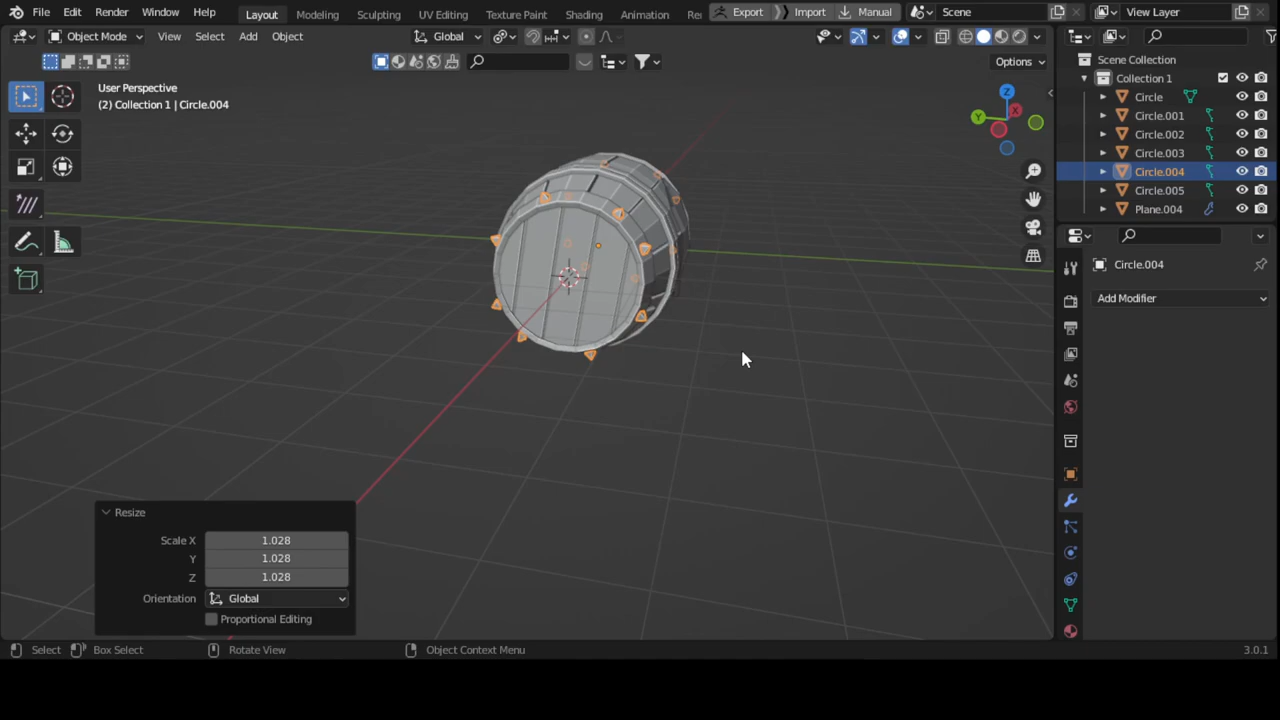 File Edit Render Window Help Layout Modeling Sculpting UV Editing Texture Paint Shading Animation Export Import Manual Scene View Layer
Object Mode View Select Add Object Global
Options
User Perspective
(2) Collection 1 | Circle.004
Z
Y
X
Scene Collection
Collection 1
Circle
Circle.001
Circle.002
Circle.003
Circle.004
Circle.005
Plane.004
Circle.004
Add Modifier
Resize
Scale X 1.028
Y 1.028
Z 1.028
Orientation Global
Proportional Editing
Select Box Select Rotate View Object Context Menu 3.0.1